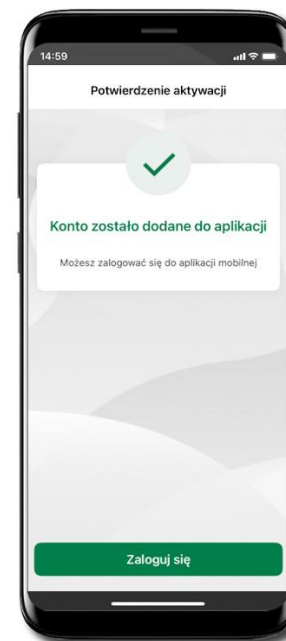 14:59
Potwierdzenie aktywacji
Konto zostało dodane do aplikacji
Możesz zalogować się do aplikacji mobilnej
Zaloguj się